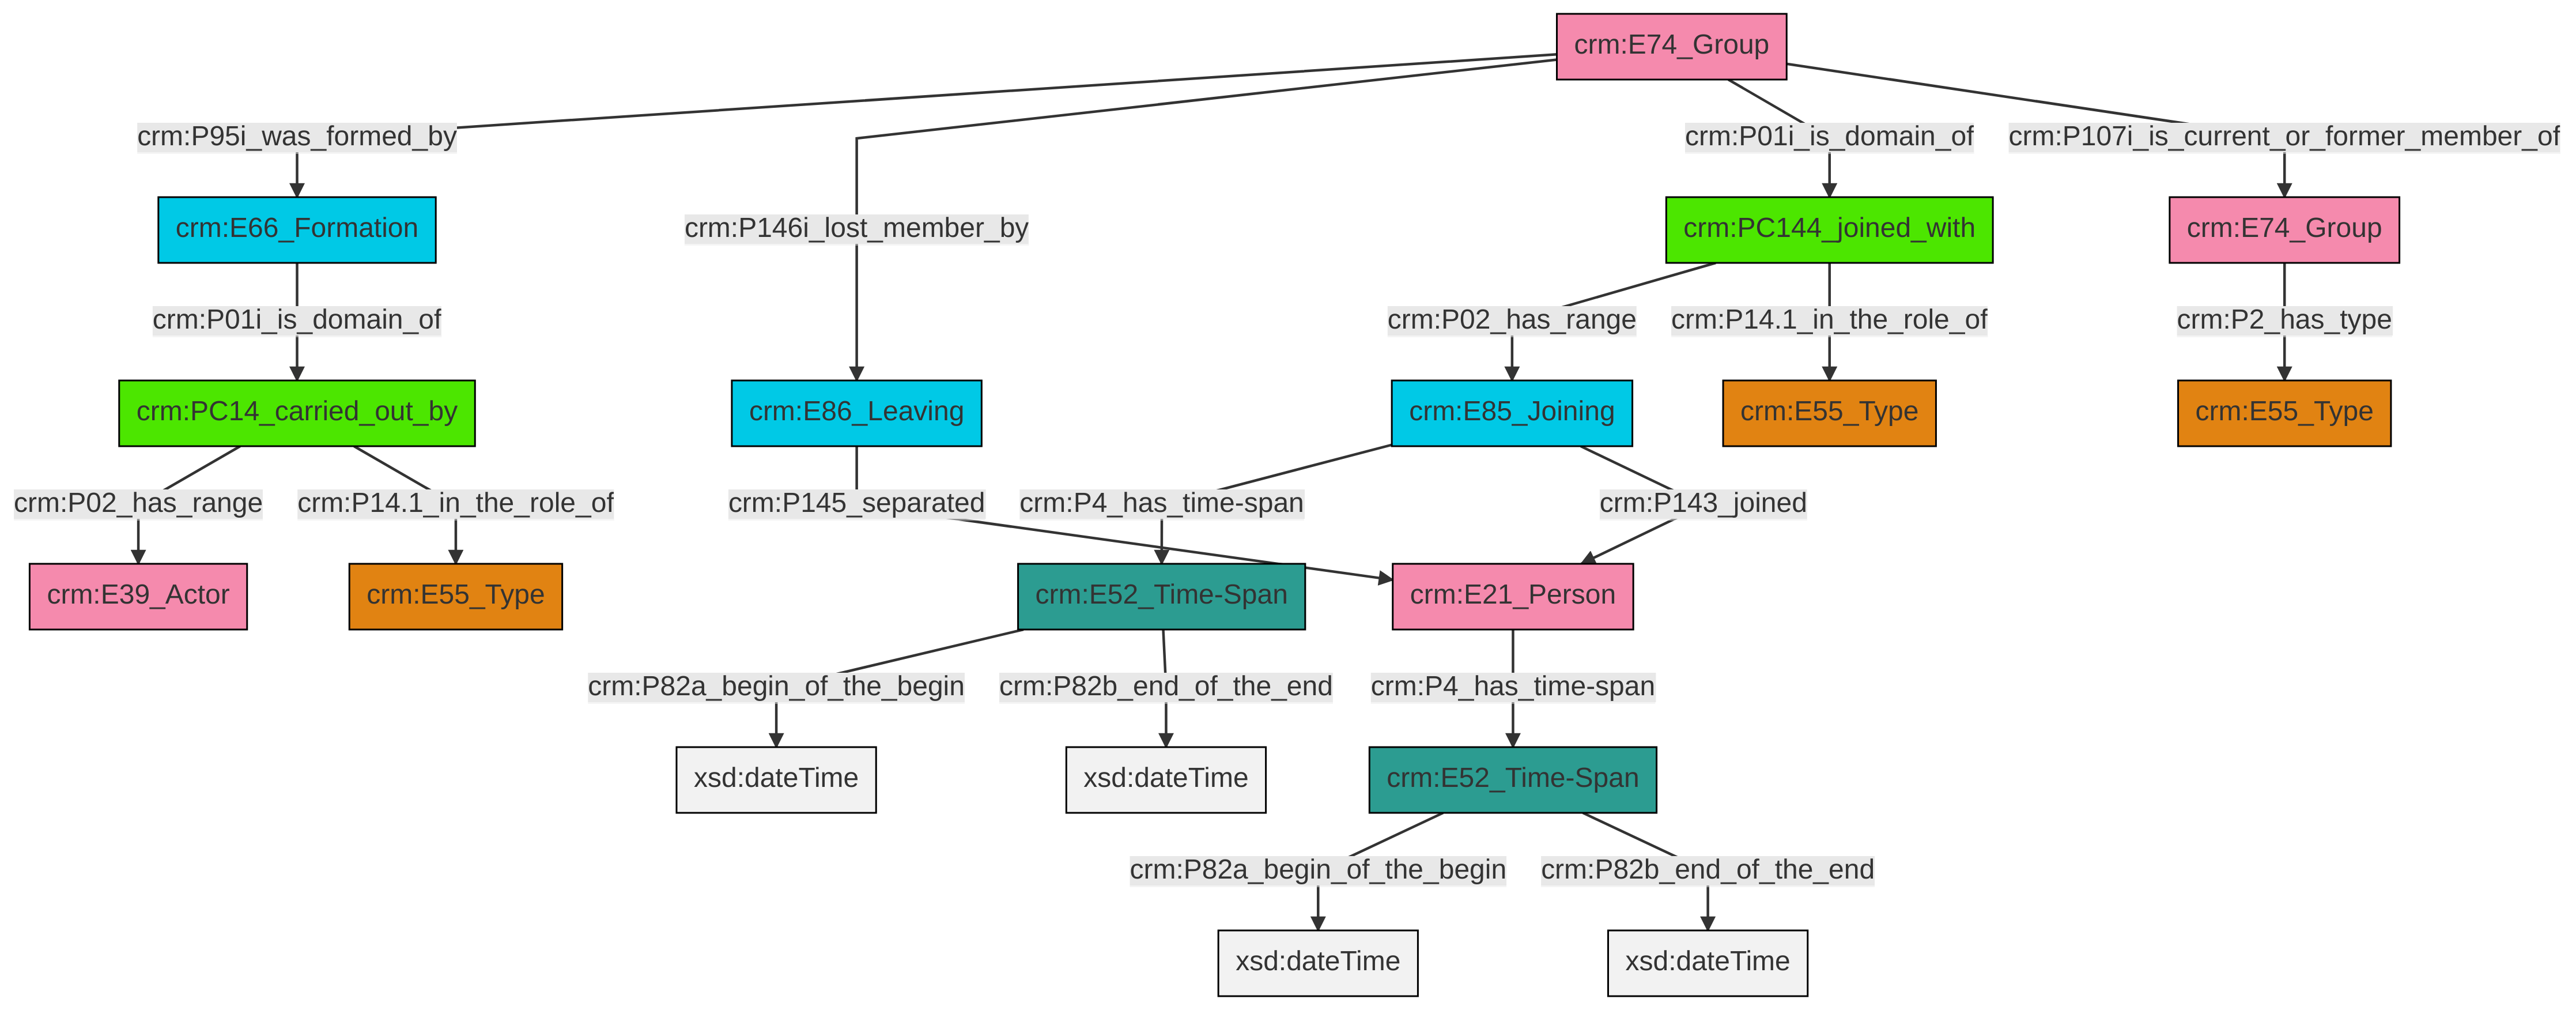 crm:E74_Group
crm:P95i_was_formed_by
crm:P01i_is_domain_of
crm:P107i_is_current_or_former_member_of
crm:E66_Formation
crm:P146i_lost_member_by
crm:PC144_joined_with
crm:E74_Group
crm:P01i_is_domain_of
crm:P02_has_range
crm:P14.1_in_the_role_of
crm:P2_has_type
crm:PC14_carried_out_by
crm:E86_Leaving
crm:E85_Joining
crm:E55_Type
crm:E55_Type
crm:P02_has_range
crm:P14.1_in_the_role_of
crm:P145_separated
crm:P4_has_time-span
crm:P143_joined
crm:E39_Actor
crm:E55_Type
crm:E52_Time-Span
crm:E21_Person
crm:P82a_begin_of_the_begin
crm:P82b_end_of_the_end
crm:P4_has_time-span
xsd:dateTime
xsd:dateTime
crm:E52_Time-Span
crm:P82a_begin_of_the_begin
crm:P82b_end_of_the_end
xsd:dateTime
xsd:dateTime